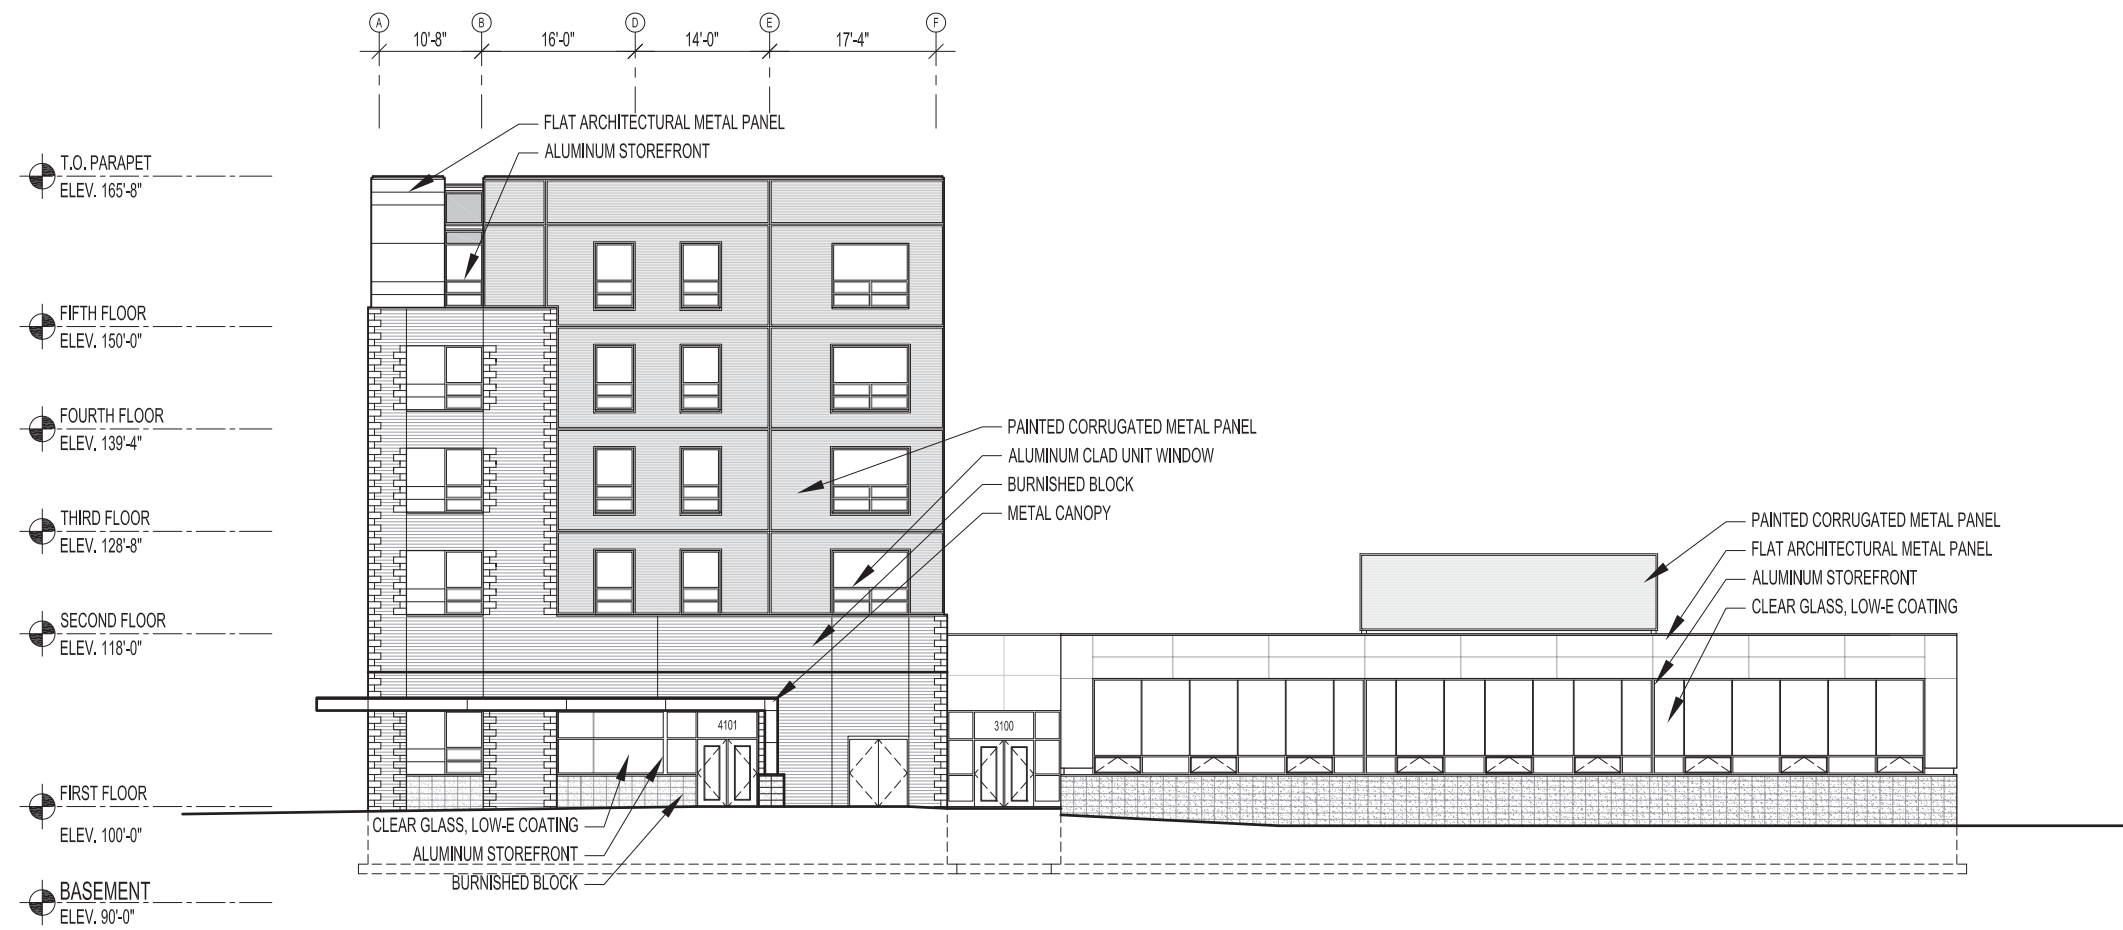 A B D E F
10'-8" 16'-0" 14'-0" 17'-4"
FLAT ARCHITECTURAL METAL PANEL
ALUMINUM STOREFRONT
T.O. PARAPET
ELEV. 165'-8"
FIFTH FLOOR
ELEV. 150'-0"
FOURTH FLOOR
ELEV. 139'-4"
PAINTED CORRUGATED METAL PANEL
ALUMINUM CLAD UNIT WINDOW
BURNISHED BLOCK
METAL CANOPY
THIRD FLOOR
ELEV. 128'-8"
PAINTED CORRUGATED METAL PANEL
FLAT ARCHITECTURAL METAL PANEL
ALUMINUM STOREFRONT
CLEAR GLASS, LOW-E COATING
SECOND FLOOR
ELEV. 118'-0"
4101
3100
FIRST FLOOR
ELEV. 100'-0"
CLEAR GLASS, LOW-E COATING
ALUMINUM STOREFRONT
BURNISHED BLOCK
BASEMENT
ELEV. 90'-0"